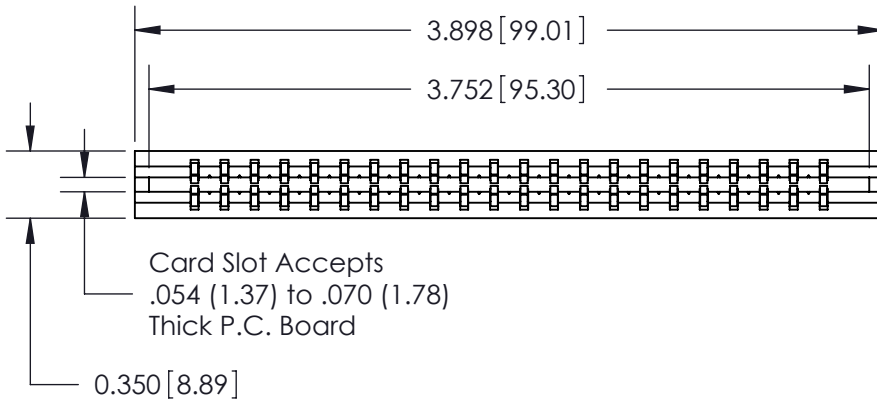 3.898 [99.01]
3.752 [95.30]
Card Slot Accepts
.054 (1.37) to .070 (1.78)
Thick P.C. Board
0.350 [8.89]